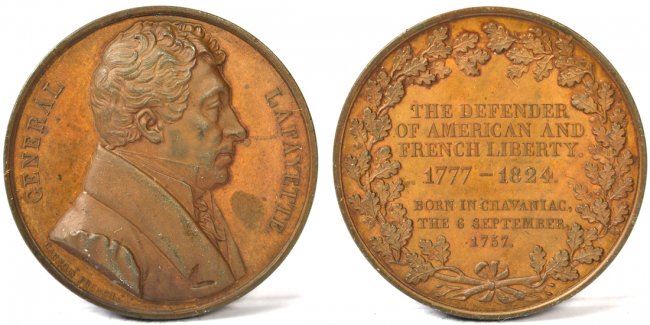 GENERAL
LAFAYETTE
THE DEFENDER
OF AMERICAN AND
FRENCH LIBERTY.
1777 – 1824.
BORN IN CHAVANIAC,
THE 6 SEPTEMBER,
1757.